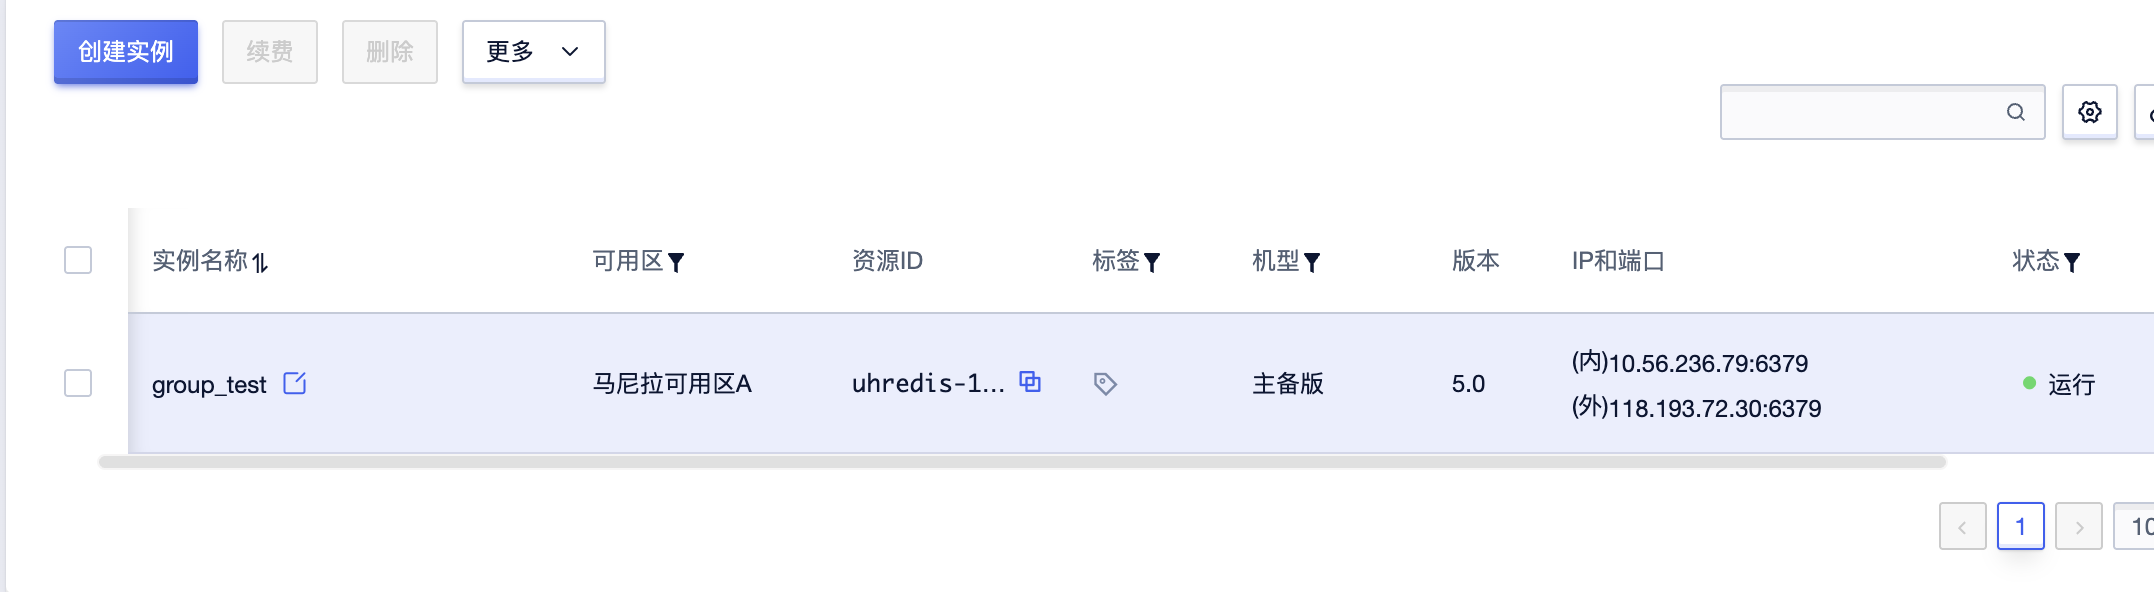 创建实例 续费 删除 更多
实例名称 可用区 资源ID 标签 机型 版本 IP和端口 状态
group_test 马尼拉可用区A uhredis-1... 主备版 5.0 (内)10.56.236.79:6379 运行
(外)118.193.72.30:6379
1 10